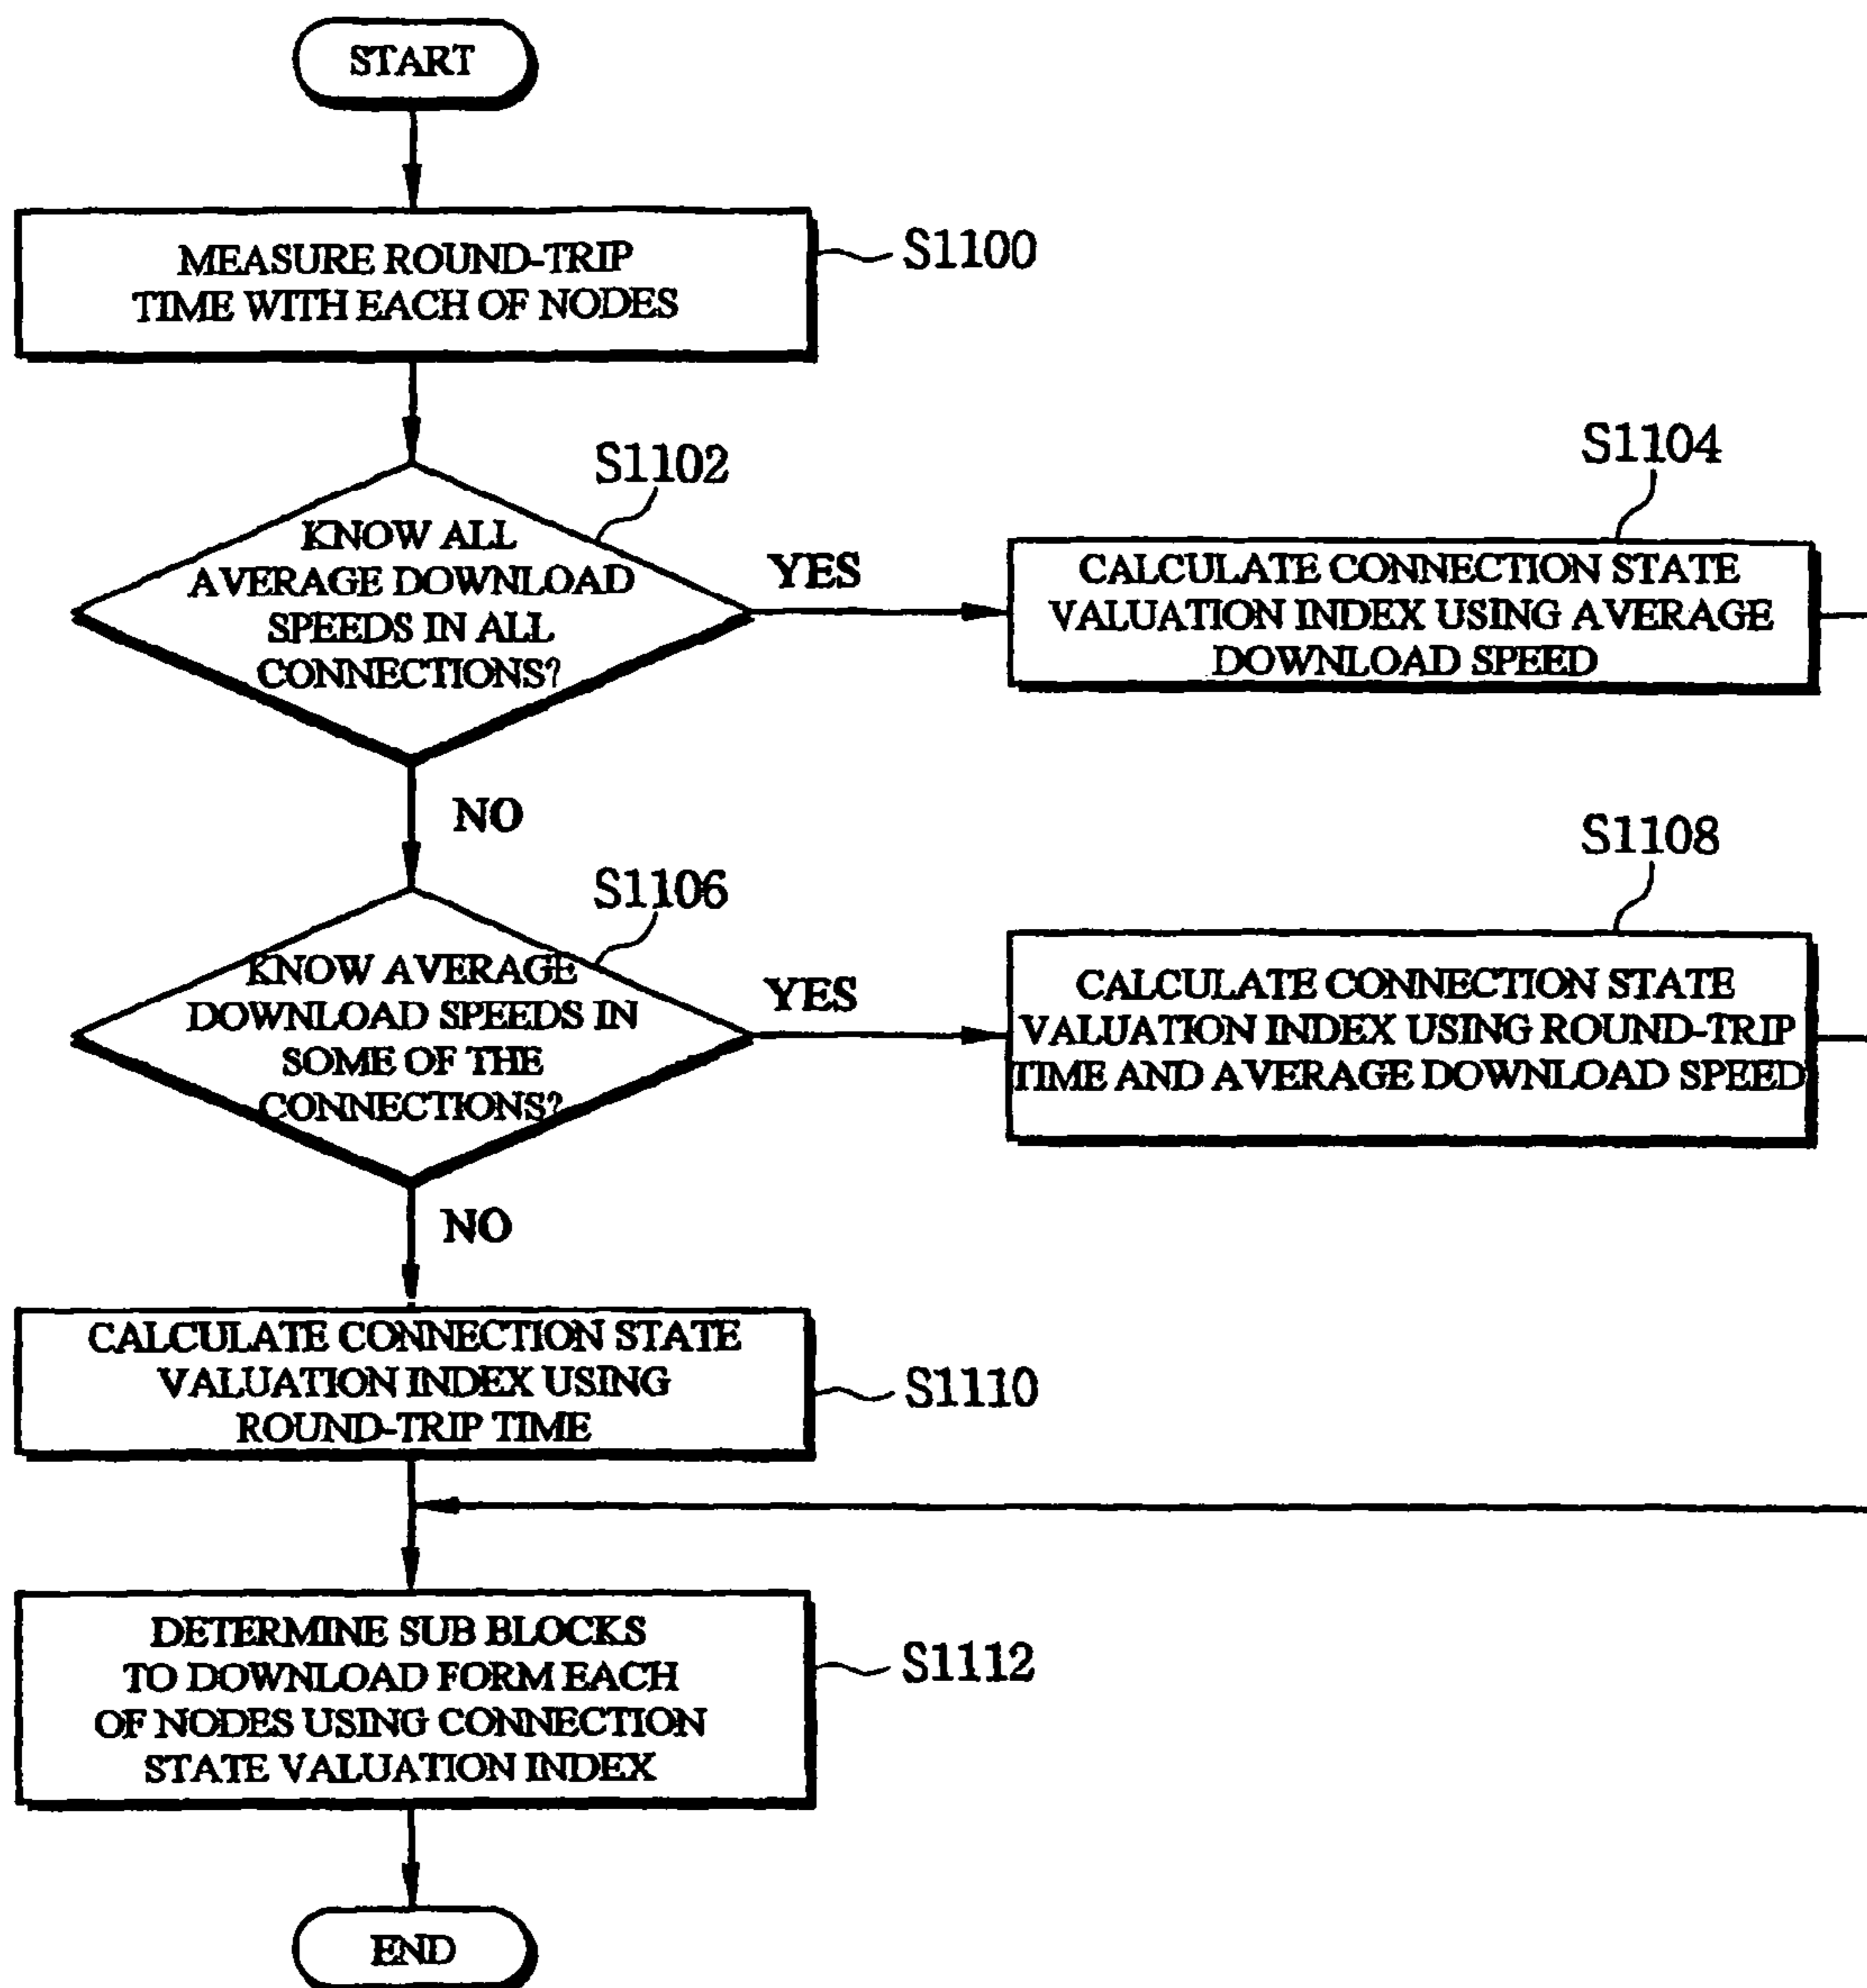 START
MEASURE ROUND-TRIP
TIME WITH EACH OF NODES
S1100
S1102
KNOW ALL
AVERAGE DOWNLOAD
SPEEDS IN ALL
CONNECTIONS?
YES
S1104
CALCULATE CONNECTION STATE
VALUATION INDEX USING AVERAGE
DOWNLOAD SPEED
NO
S1106
KNOW AVERAGE
DOWNLOAD SPEEDS IN
SOME OF THE
CONNECTIONS?
YES
S1108
CALCULATE CONNECTION STATE
VALUATION INDEX USING ROUND-TRIP
TIME AND AVERAGE DOWNLOAD SPEED
NO
CALCULATE CONNECTION STATE
VALUATION INDEX USING
ROUND-TRIP TIME
S1110
DETERMINE SUB BLOCKS
TO DOWNLOAD FORM EACH
OF NODES USING CONNECTION
STATE VALUATION INDEX
S1112
END